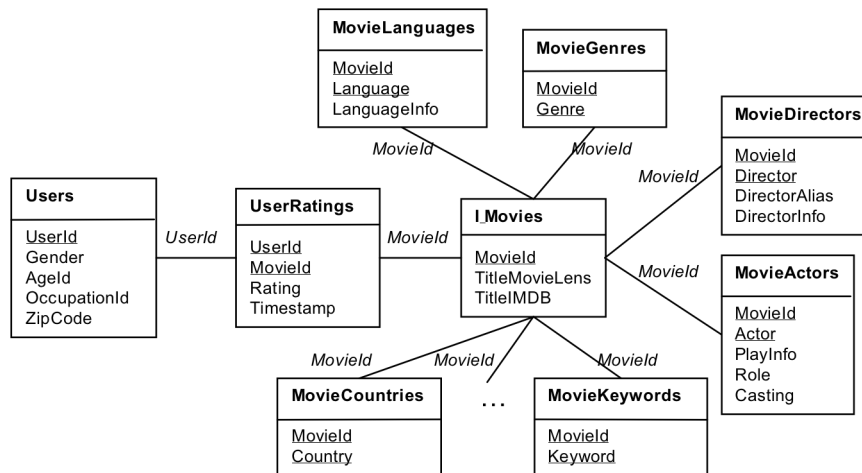 MovieLanguages
MovieId
Language
LanguageInfo
MovieGenres
MovieId
Genre
MovieDirectors
MovieId
Director
DirectorAlias
DirectorInfo
MovieId
MovieId
MovieId
Users
UserId
Gender
AgeId
OccupationId
ZipCode
UserId
UserRatings
UserId
MovieId
Rating
Timestamp
MovieId
I_Movies
MovieId
TitleMovieLens
TitleIMDB
MovieId
MovieActors
MovieId
Actor
PlayInfo
Role
Casting
MovieId
MovieId
MovieId
MovieCountries
MovieId
Country
...
MovieKeywords
MovieId
Keyword